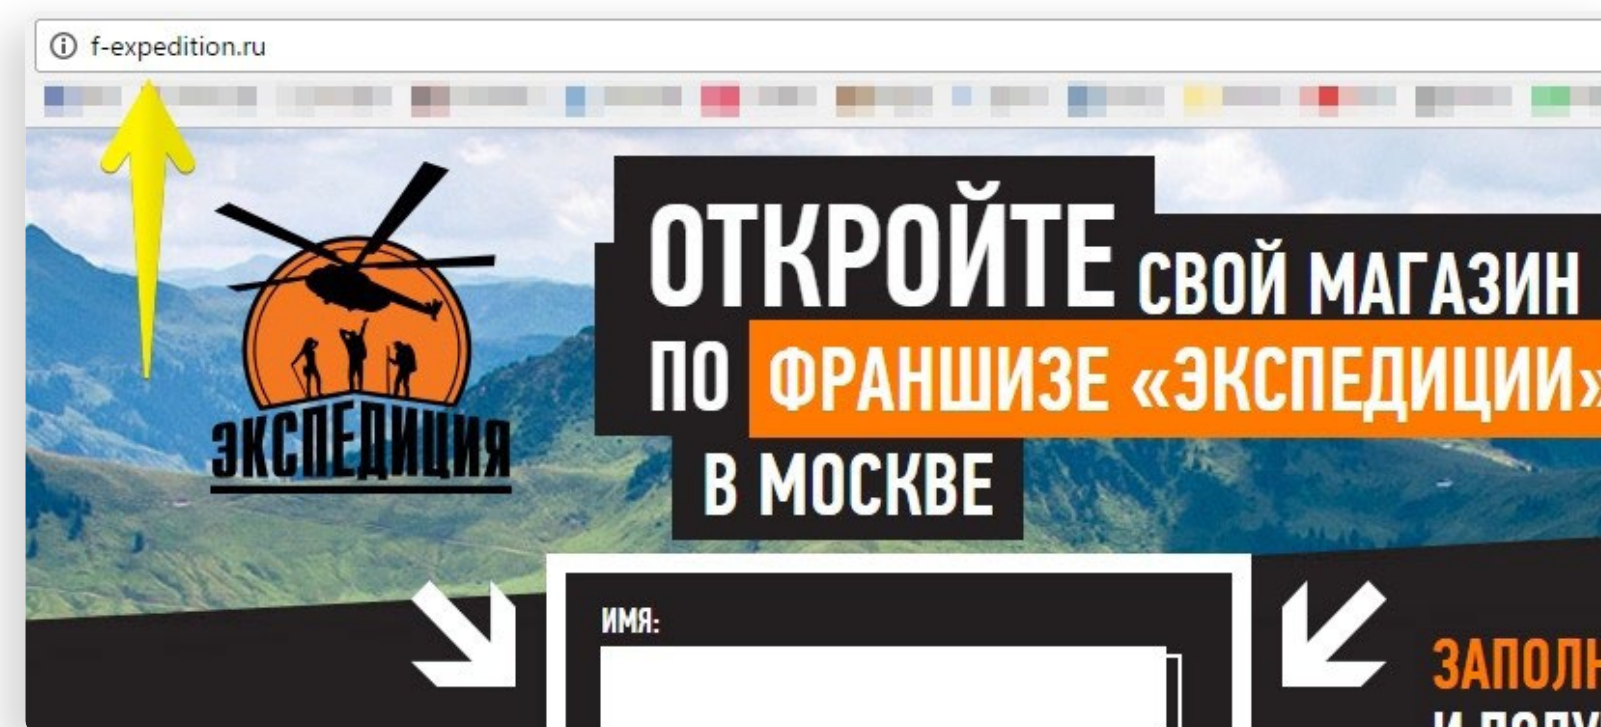 f-expedition.ru
ЭКСПЕДИЦИЯ
ОТКРОЙТЕ СВОЙ МАГАЗИН
ПО ФРАНШИЗЕ «ЭКСПЕДИЦИИ»
В МОСКВЕ
ИМЯ: